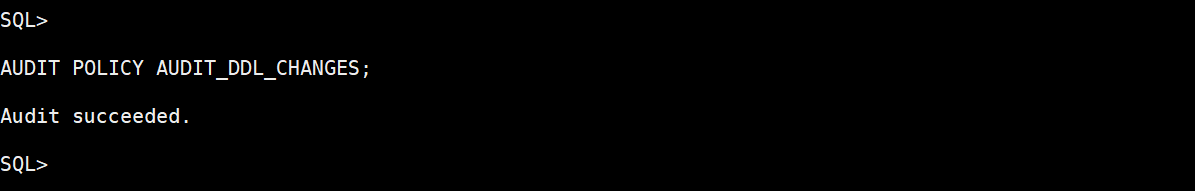 SQL>
AUDIT POLICY AUDIT_DDL_CHANGES;
Audit succeeded.
SQL>